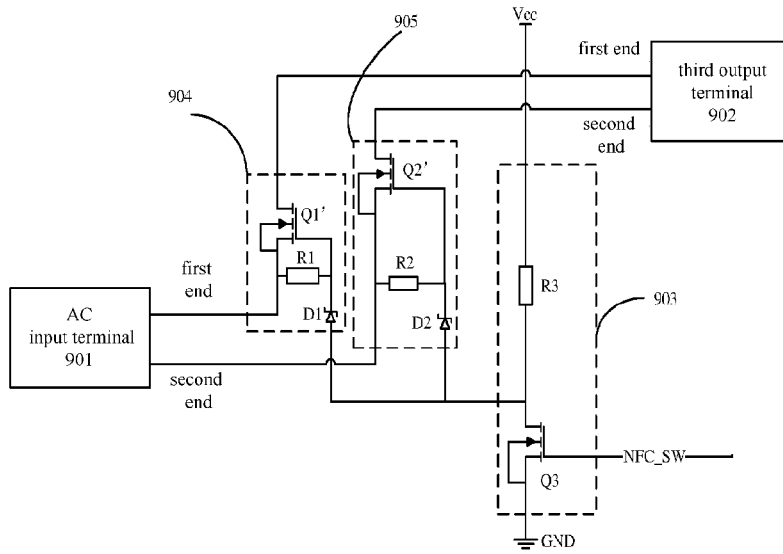 Vcc
905
first end
third output
terminal
902
904
second
end
Q2'
Q1'
R1
R2
R3
first
end
AC
input terminal
901
D1
D2
903
second
end
NFC_SW
Q3
GND